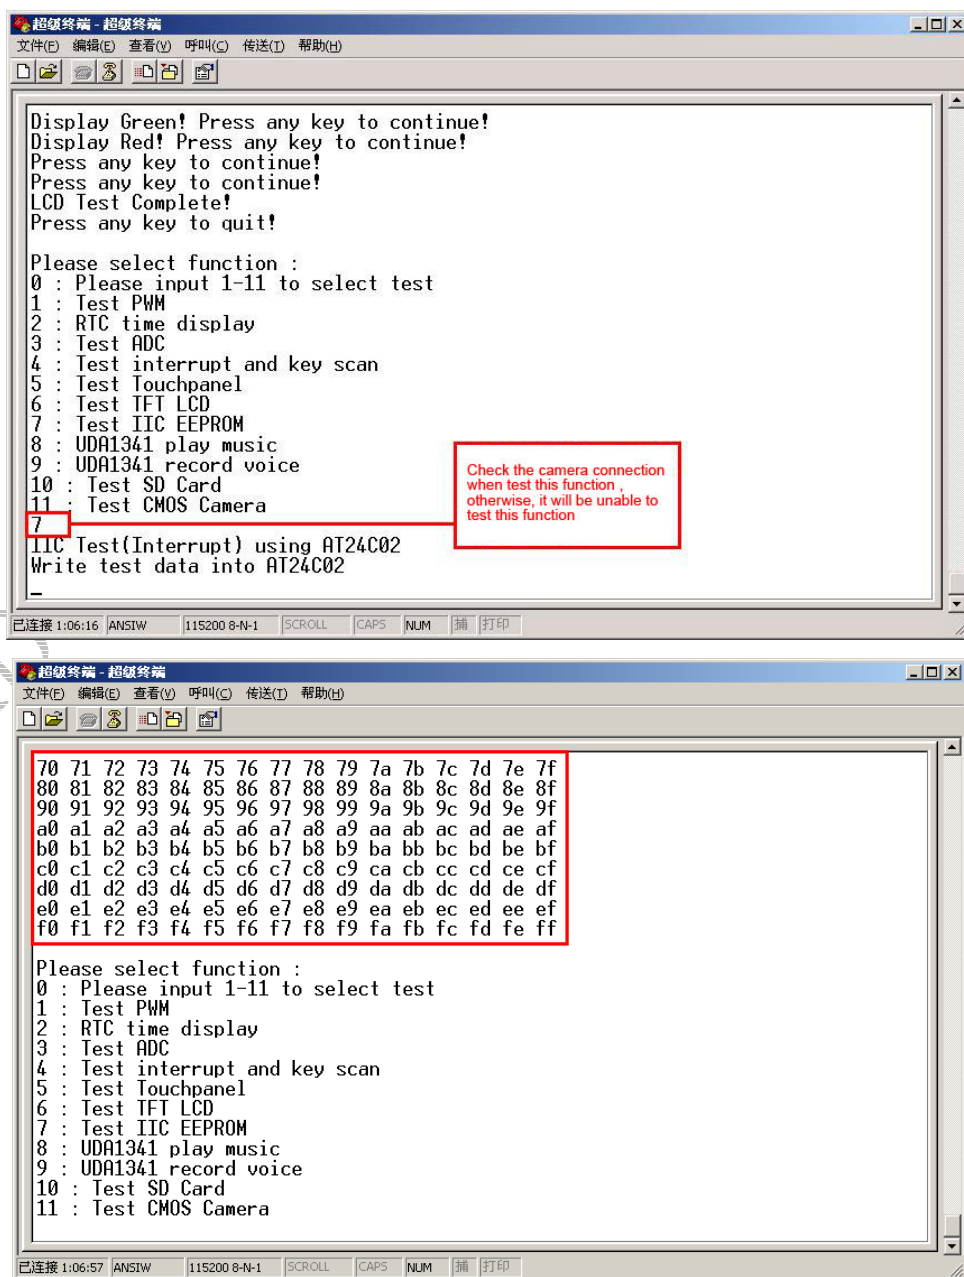 超级终端 - 超级终端
文件(F) 编辑(E) 查看(V) 呼叫(C) 传送(T) 帮助(H)
Display Green! Press any key to continue!
Display Red! Press any key to continue!
Press any key to continue!
Press any key to continue!
LCD Test Complete!
Press any key to quit!
Please select function :
0 : Please input 1-11 to select test
1 : Test PWM
2 : RTC time display
3 : Test ADC
4 : Test interrupt and key scan
5 : Test Touchpanel
6 : Test TFT LCD
7 : Test IIC EEPROM
8 : UDA1341 play music
9 : UDA1341 record voice
10 : Test SD Card
11 : Test CMOS Camera
7
IIC Test(Interrupt) using AT24C02
Write test data into AT24C02
_
Check the camera connection
when test this function ,
otherwise, it will be unable to
test this function
已连接 1:06:16 ANSIW 115200 8-N-1 SCROLL CAPS NUM 捕 打印
超级终端 - 超级终端
文件(F) 编辑(E) 查看(V) 呼叫(C) 传送(T) 帮助(H)
70 71 72 73 74 75 76 77 78 79 7a 7b 7c 7d 7e 7f
80 81 82 83 84 85 86 87 88 89 8a 8b 8c 8d 8e 8f
90 91 92 93 94 95 96 97 98 99 9a 9b 9c 9d 9e 9f
a0 a1 a2 a3 a4 a5 a6 a7 a8 a9 aa ab ac ad ae af
b0 b1 b2 b3 b4 b5 b6 b7 b8 b9 ba bb bc bd be bf
c0 c1 c2 c3 c4 c5 c6 c7 c8 c9 ca cb cc cd ce cf
d0 d1 d2 d3 d4 d5 d6 d7 d8 d9 da db dc dd de df
e0 e1 e2 e3 e4 e5 e6 e7 e8 e9 ea eb ec ed ee ef
f0 f1 f2 f3 f4 f5 f6 f7 f8 f9 fa fb fc fd fe ff
Please select function :
0 : Please input 1-11 to select test
1 : Test PWM
2 : RTC time display
3 : Test ADC
4 : Test interrupt and key scan
5 : Test Touchpanel
6 : Test TFT LCD
7 : Test IIC EEPROM
8 : UDA1341 play music
9 : UDA1341 record voice
10 : Test SD Card
11 : Test CMOS Camera
已连接 1:06:57 ANSIW 115200 8-N-1 SCROLL CAPS NUM 捕 打印